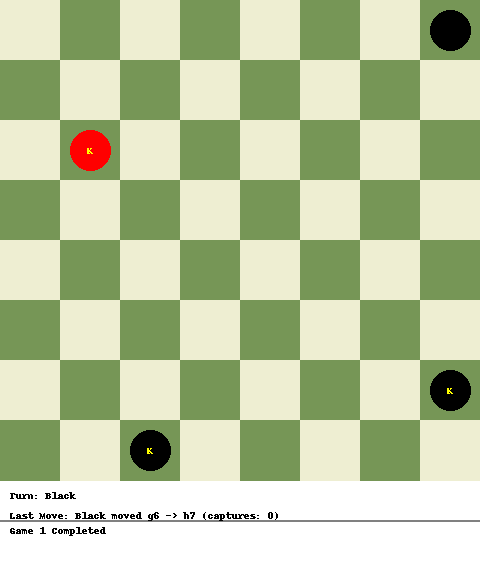 K
K
K
Turn: Black
Last Move: Black moved g6 -> h7 (captures: 0)
Game 1 Completed